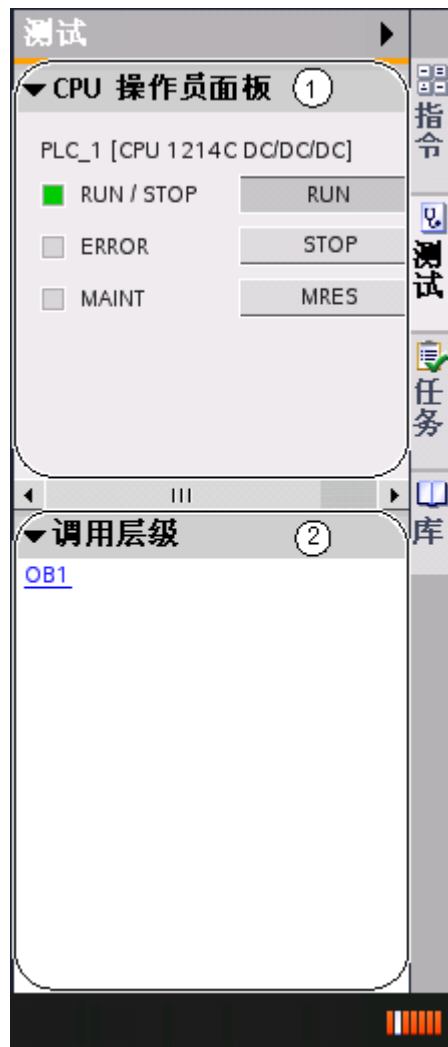 测试
CPU 操作员面板 ①
PLC_1 [CPU 1214C DC/DC/DC]
RUN / STOP RUN
ERROR STOP
MAINT MRES
调用层级 ②
OB1
指令
测试
任务
库